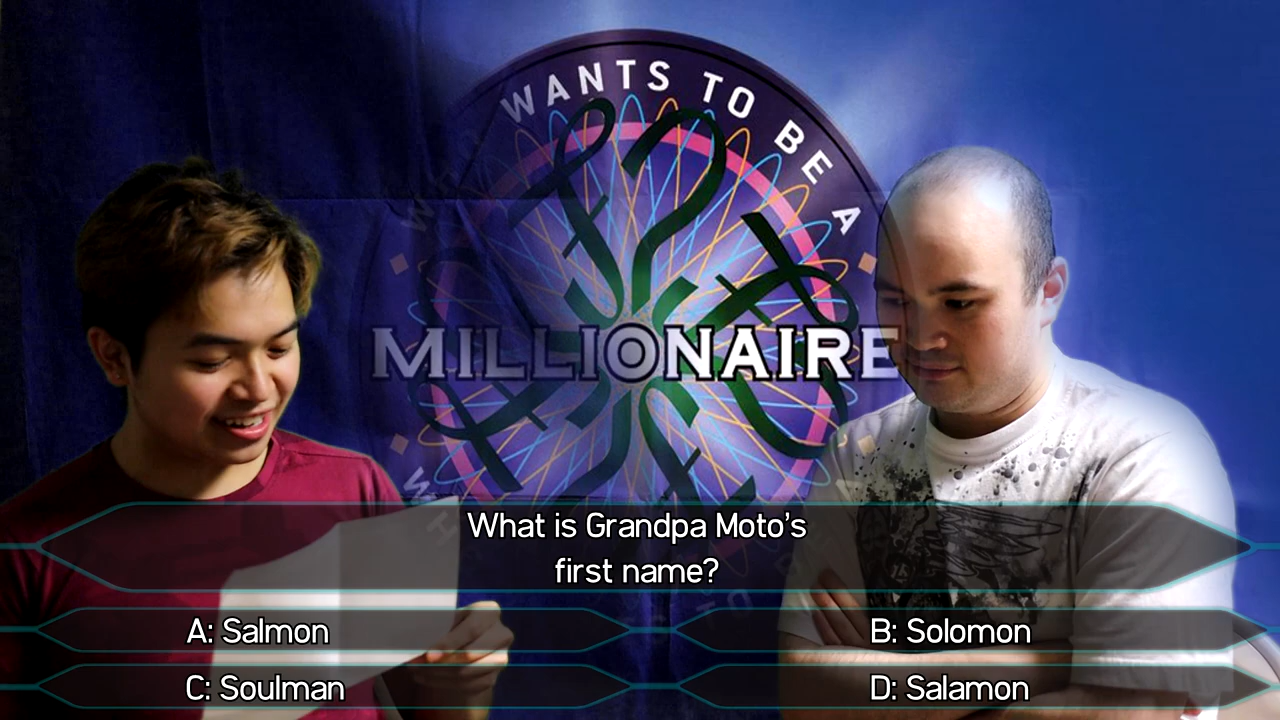 WANTS TO BE A
MILLIONAIRE
What is Grandpa Moto's
first name?
A: Salmon
B: Solomon
C: Soulman
D: Salamon